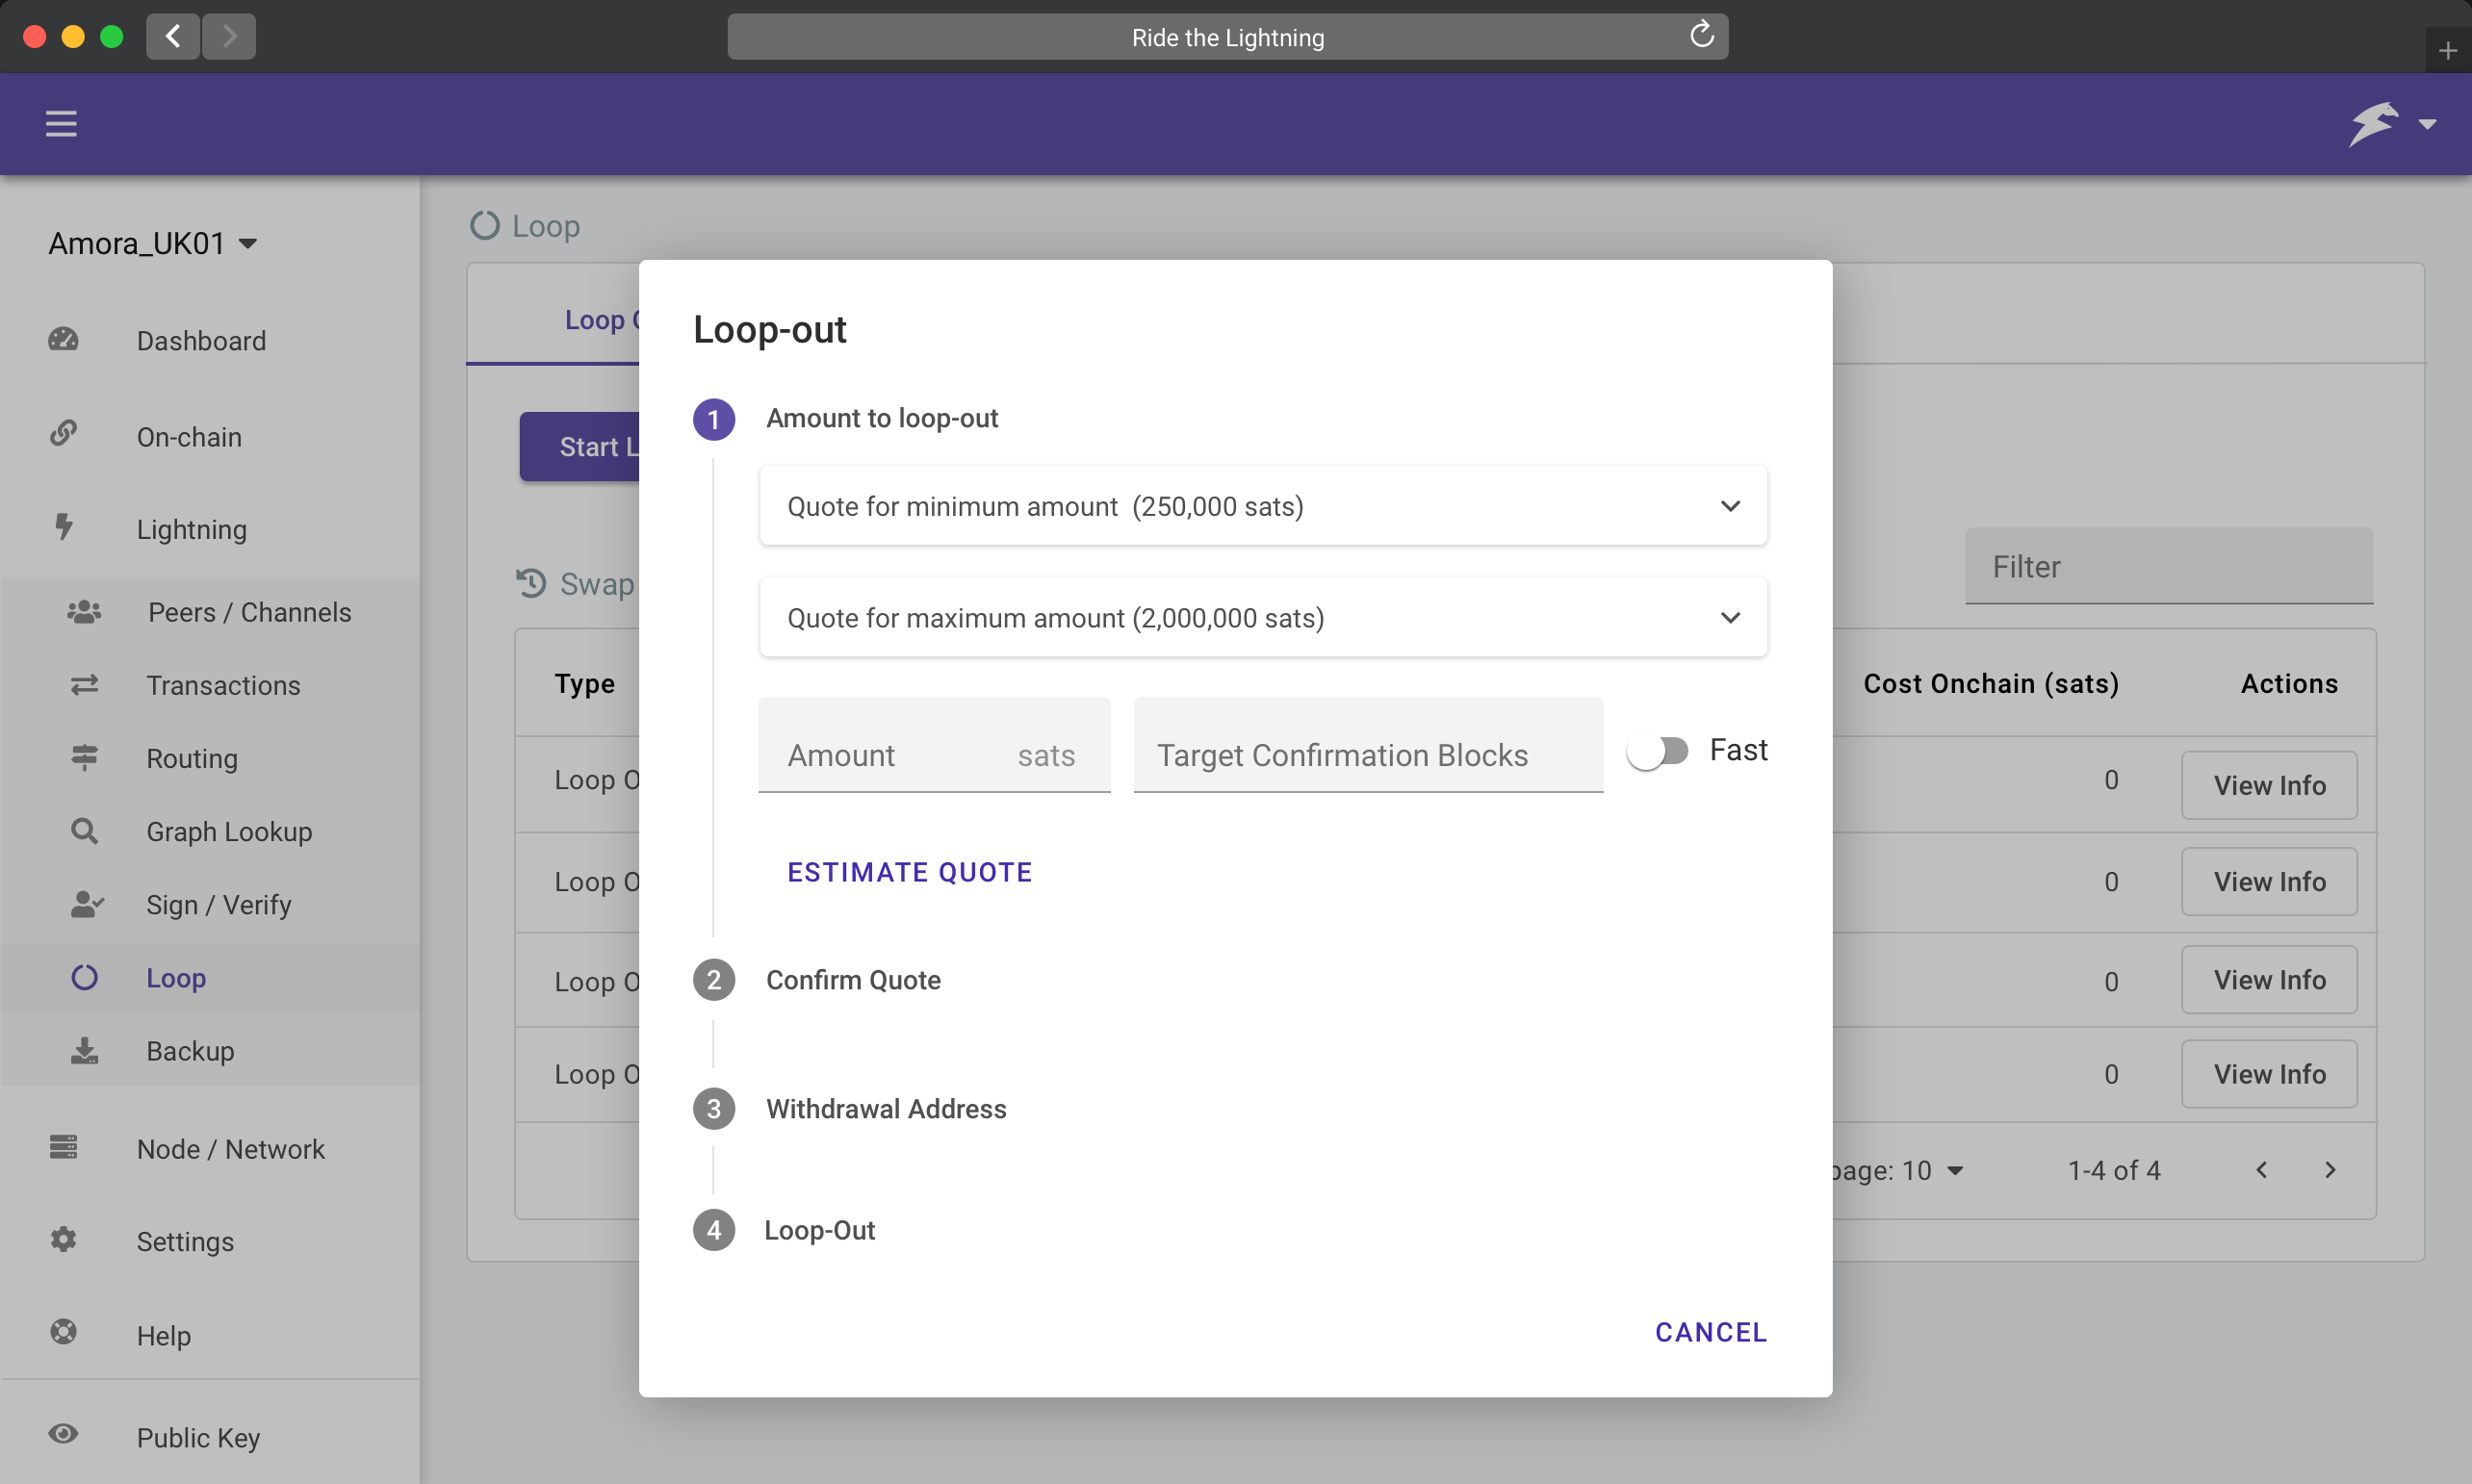 Ride the Lightning
Amora_UK01
Dashboard
On-chain
Lightning
Peers / Channels
Transactions
Routing
Graph Lookup
Sign / Verify
Loop
Backup
Node / Network
Settings
Help
Public Key
Loop
Loop
Start
Swap
Filter
Type
Cost Onchain (sats)
Actions
Loop
0
View Info
Loop
0
View Info
Loop
0
View Info
Loop
0
View Info
page: 10
1-4 of 4
Loop-out
1 Amount to loop-out
Quote for minimum amount (250,000 sats)
Quote for maximum amount (2,000,000 sats)
Amount sats
Target Confirmation Blocks
Fast
ESTIMATE QUOTE
2 Confirm Quote
3 Withdrawal Address
4 Loop-Out
CANCEL